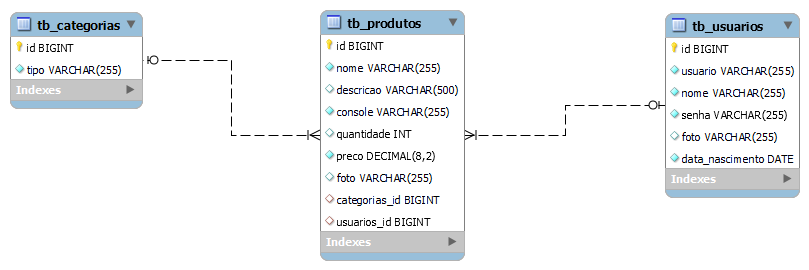 tb_categorias
id BIGINT
tipo VARCHAR(255)
Indexes
tb_produtos
id BIGINT
nome VARCHAR(255)
descricao VARCHAR(500)
console VARCHAR(255)
quantidade INT
preco DECIMAL(8,2)
foto VARCHAR(255)
categorias_id BIGINT
usuarios_id BIGINT
Indexes
tb_usuarios
id BIGINT
usuario VARCHAR(255)
nome VARCHAR(255)
senha VARCHAR(255)
foto VARCHAR(255)
data_nascimento DATE
Indexes